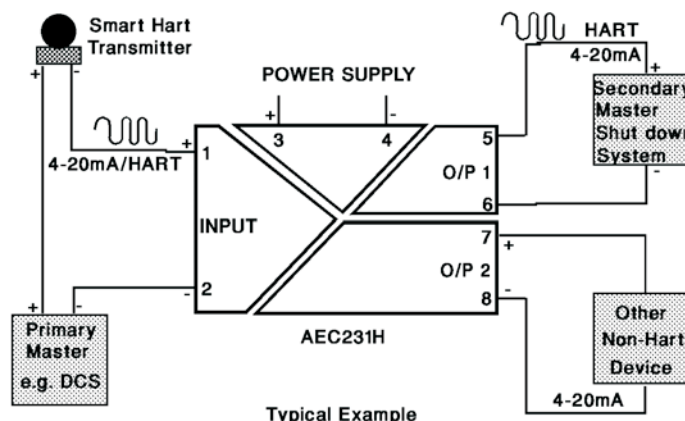 Smart Hart
Transmitter
+ -
4-20mA/HART
POWER SUPPLY
+ -
3 4
HART
4-20mA
+
Secondary
Master
Shut down
System
-
+
1
INPUT
2
-
5
O/P 1
6
7
+
O/P 2
-
8
+ -
Primary
Master
e.g. DCS
AEC231H
Other
Non-Hart
Device
4-20mA
Typical Example